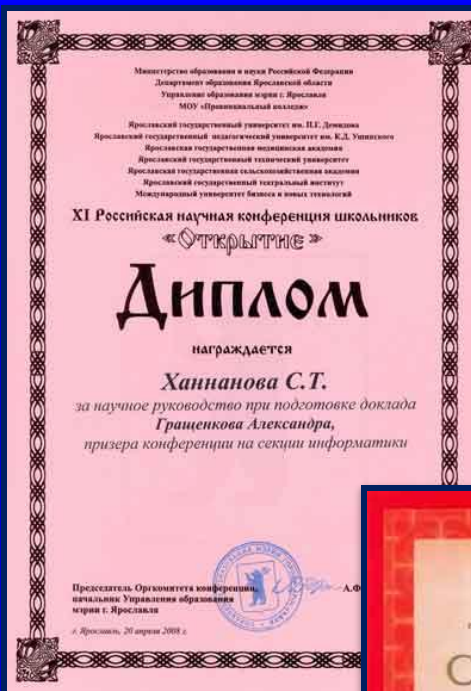 Министерство образования и науки Российской Федерации
Департамент образования Ярославской области
Управление образования мэрии г. Ярославля
МОУ «Провинциальный колледж»
Ярославский государственный университет им. П.Г. Демидова
Ярославский государственный педагогический университет им. К.Д. Ушинского
Ярославская государственная медицинская академия
Ярославский государственный технический университет
Ярославская государственная сельскохозяйственная академия
Ярославский государственный театральный институт
Международный университет бизнеса и новых технологий
XI Российская научная конференция школьников
«Открытие»
Диплом
награждается
Ханнанова С.Т.
за научное руководство при подготовке доклада
Гращенкова Александра,
призера конференции на секции информатики
Председатель Оргкомитета конференции,
начальник Управления образования
мэрии г. Ярославля
А.Ф
г. Ярославль, 20 апреля 2008 г.
С